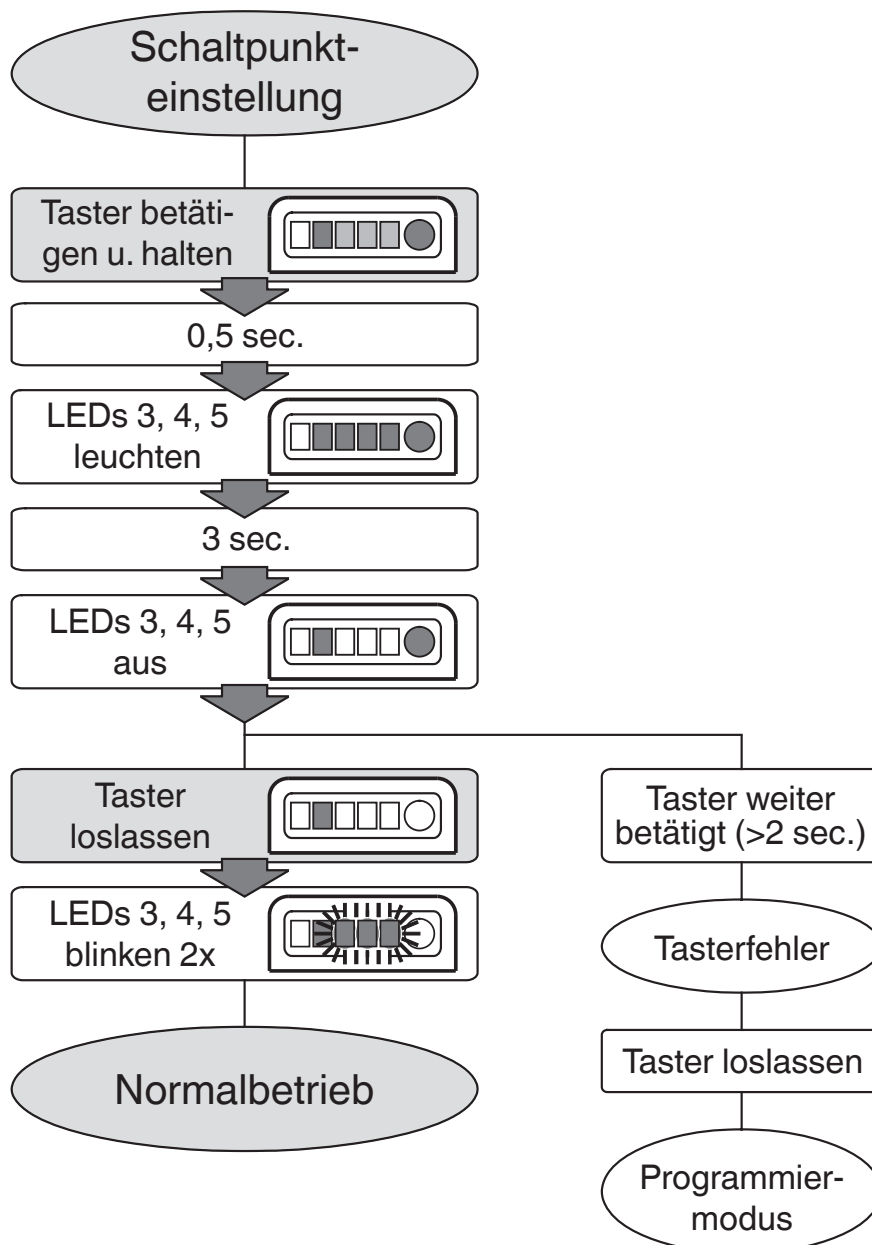 Schaltpunkt-
einstellung
Taster betäti-
gen u. halten
0,5 sec.
LEDs 3, 4, 5
leuchten
3 sec.
LEDs 3, 4, 5
aus
Taster
loslassen
LEDs 3, 4, 5
blinken 2x
Normalbetrieb
Taster weiter
betätigt (>2 sec.)
Tasterfehler
Taster loslassen
Programmier-
modus